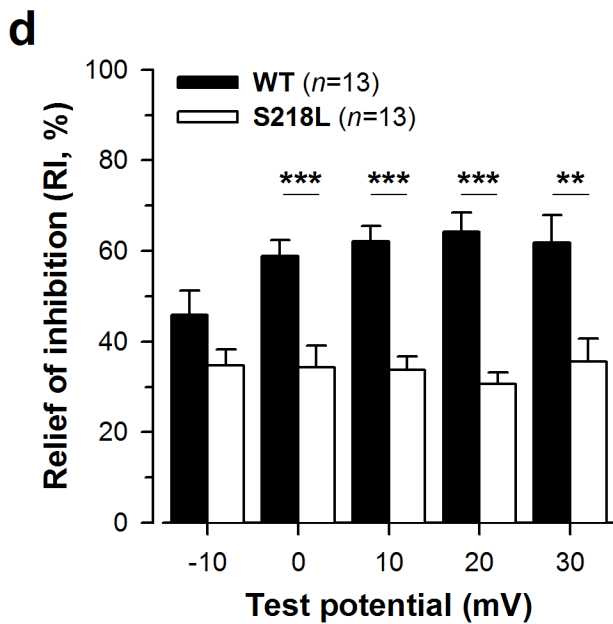 d
Relief of inhibition (RI, %)
100
80
60
40
20
0
WT (n=13)
S218L (n=13)
*** *** *** **
-10 0 10 20 30
Test potential (mV)